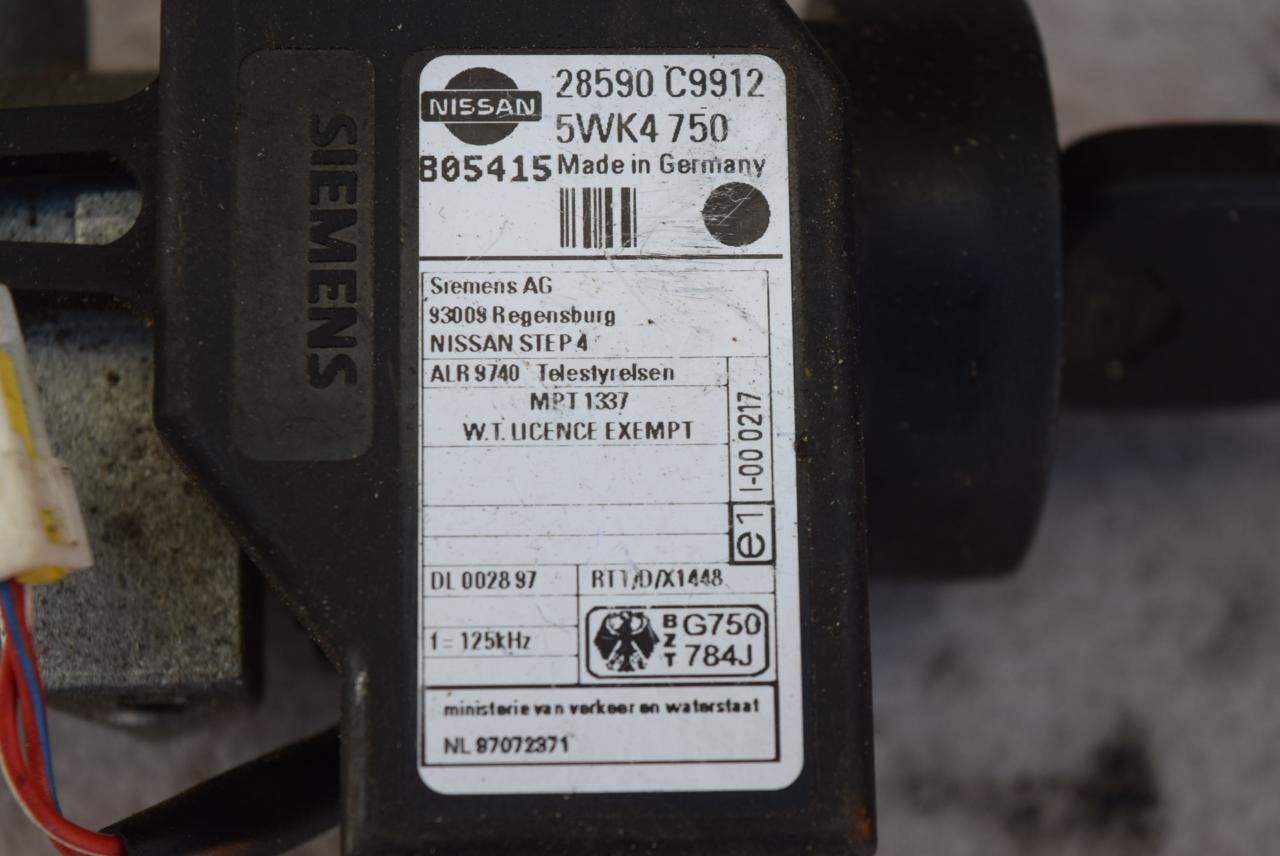 SIEMENS
NISSAN
28590 C9912
5WK4 750
B05415 Made in Germany
Siemens AG
93009 Regensburg
NISSAN STEP 4
ALR 9740 Telestyrelsen
MPT 1337
W.T. LICENCE EXEMPT
e1 I-00 0217
DL 0028 97
RTT/D/X1448
f = 125kHz
BZT G750
784J
ministerie van verkeer en waterstaat
NL 97072371